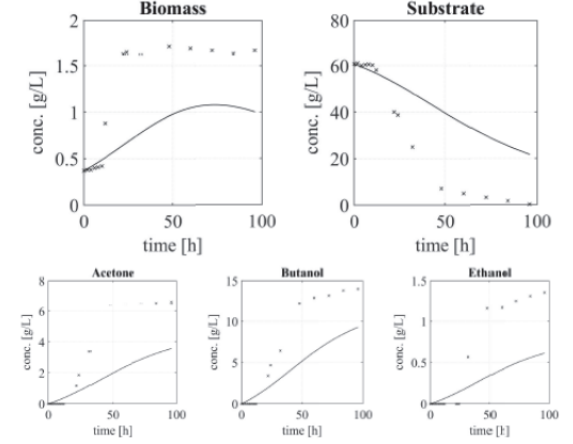 Biomass
Substrate
conc. [g/L]
2
1.5
1
0.5
0
0
50
100
time [h]
conc. [g/L]
80
60
40
20
0
0
50
100
time [h]
Acetone
Butanol
Ethanol
conc. [g/L]
8
6
4
2
0
0
50
100
time [h]
conc. [g/L]
15
10
5
0
0
50
100
time [h]
conc. [g/L]
1.5
1
0.5
0
0
50
100
time [h]